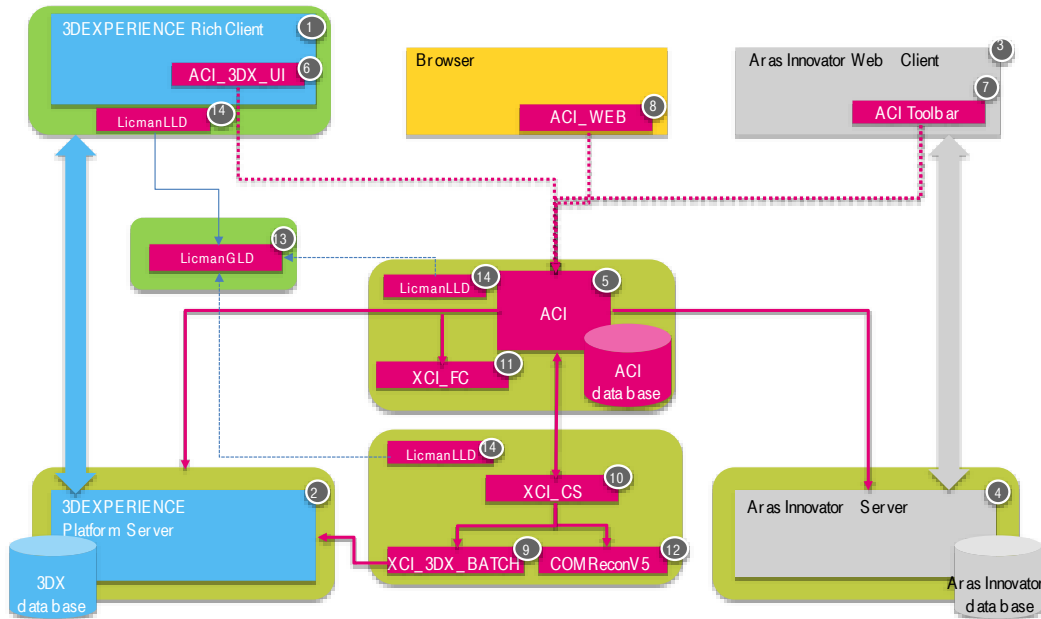 3DEXPERIENCE Rich Client
1
ACI_3DX_UI
6
LicmanLLD
14
Browser
ACI_WEB
8
Aras Innovator Web Client
3
7
ACI Toolbar
13
LicmanGLD
LicmanLLD
14
5
ACI
XCI_FC
11
ACI
database
LicmanLLD
14
XCI_CS
10
XCI_3DX_BATCH
9
COMReconV5
12
3DEXPERIENCE
Platform Server
2
3DX
database
Aras Innovator Server
4
Aras Innovator
database